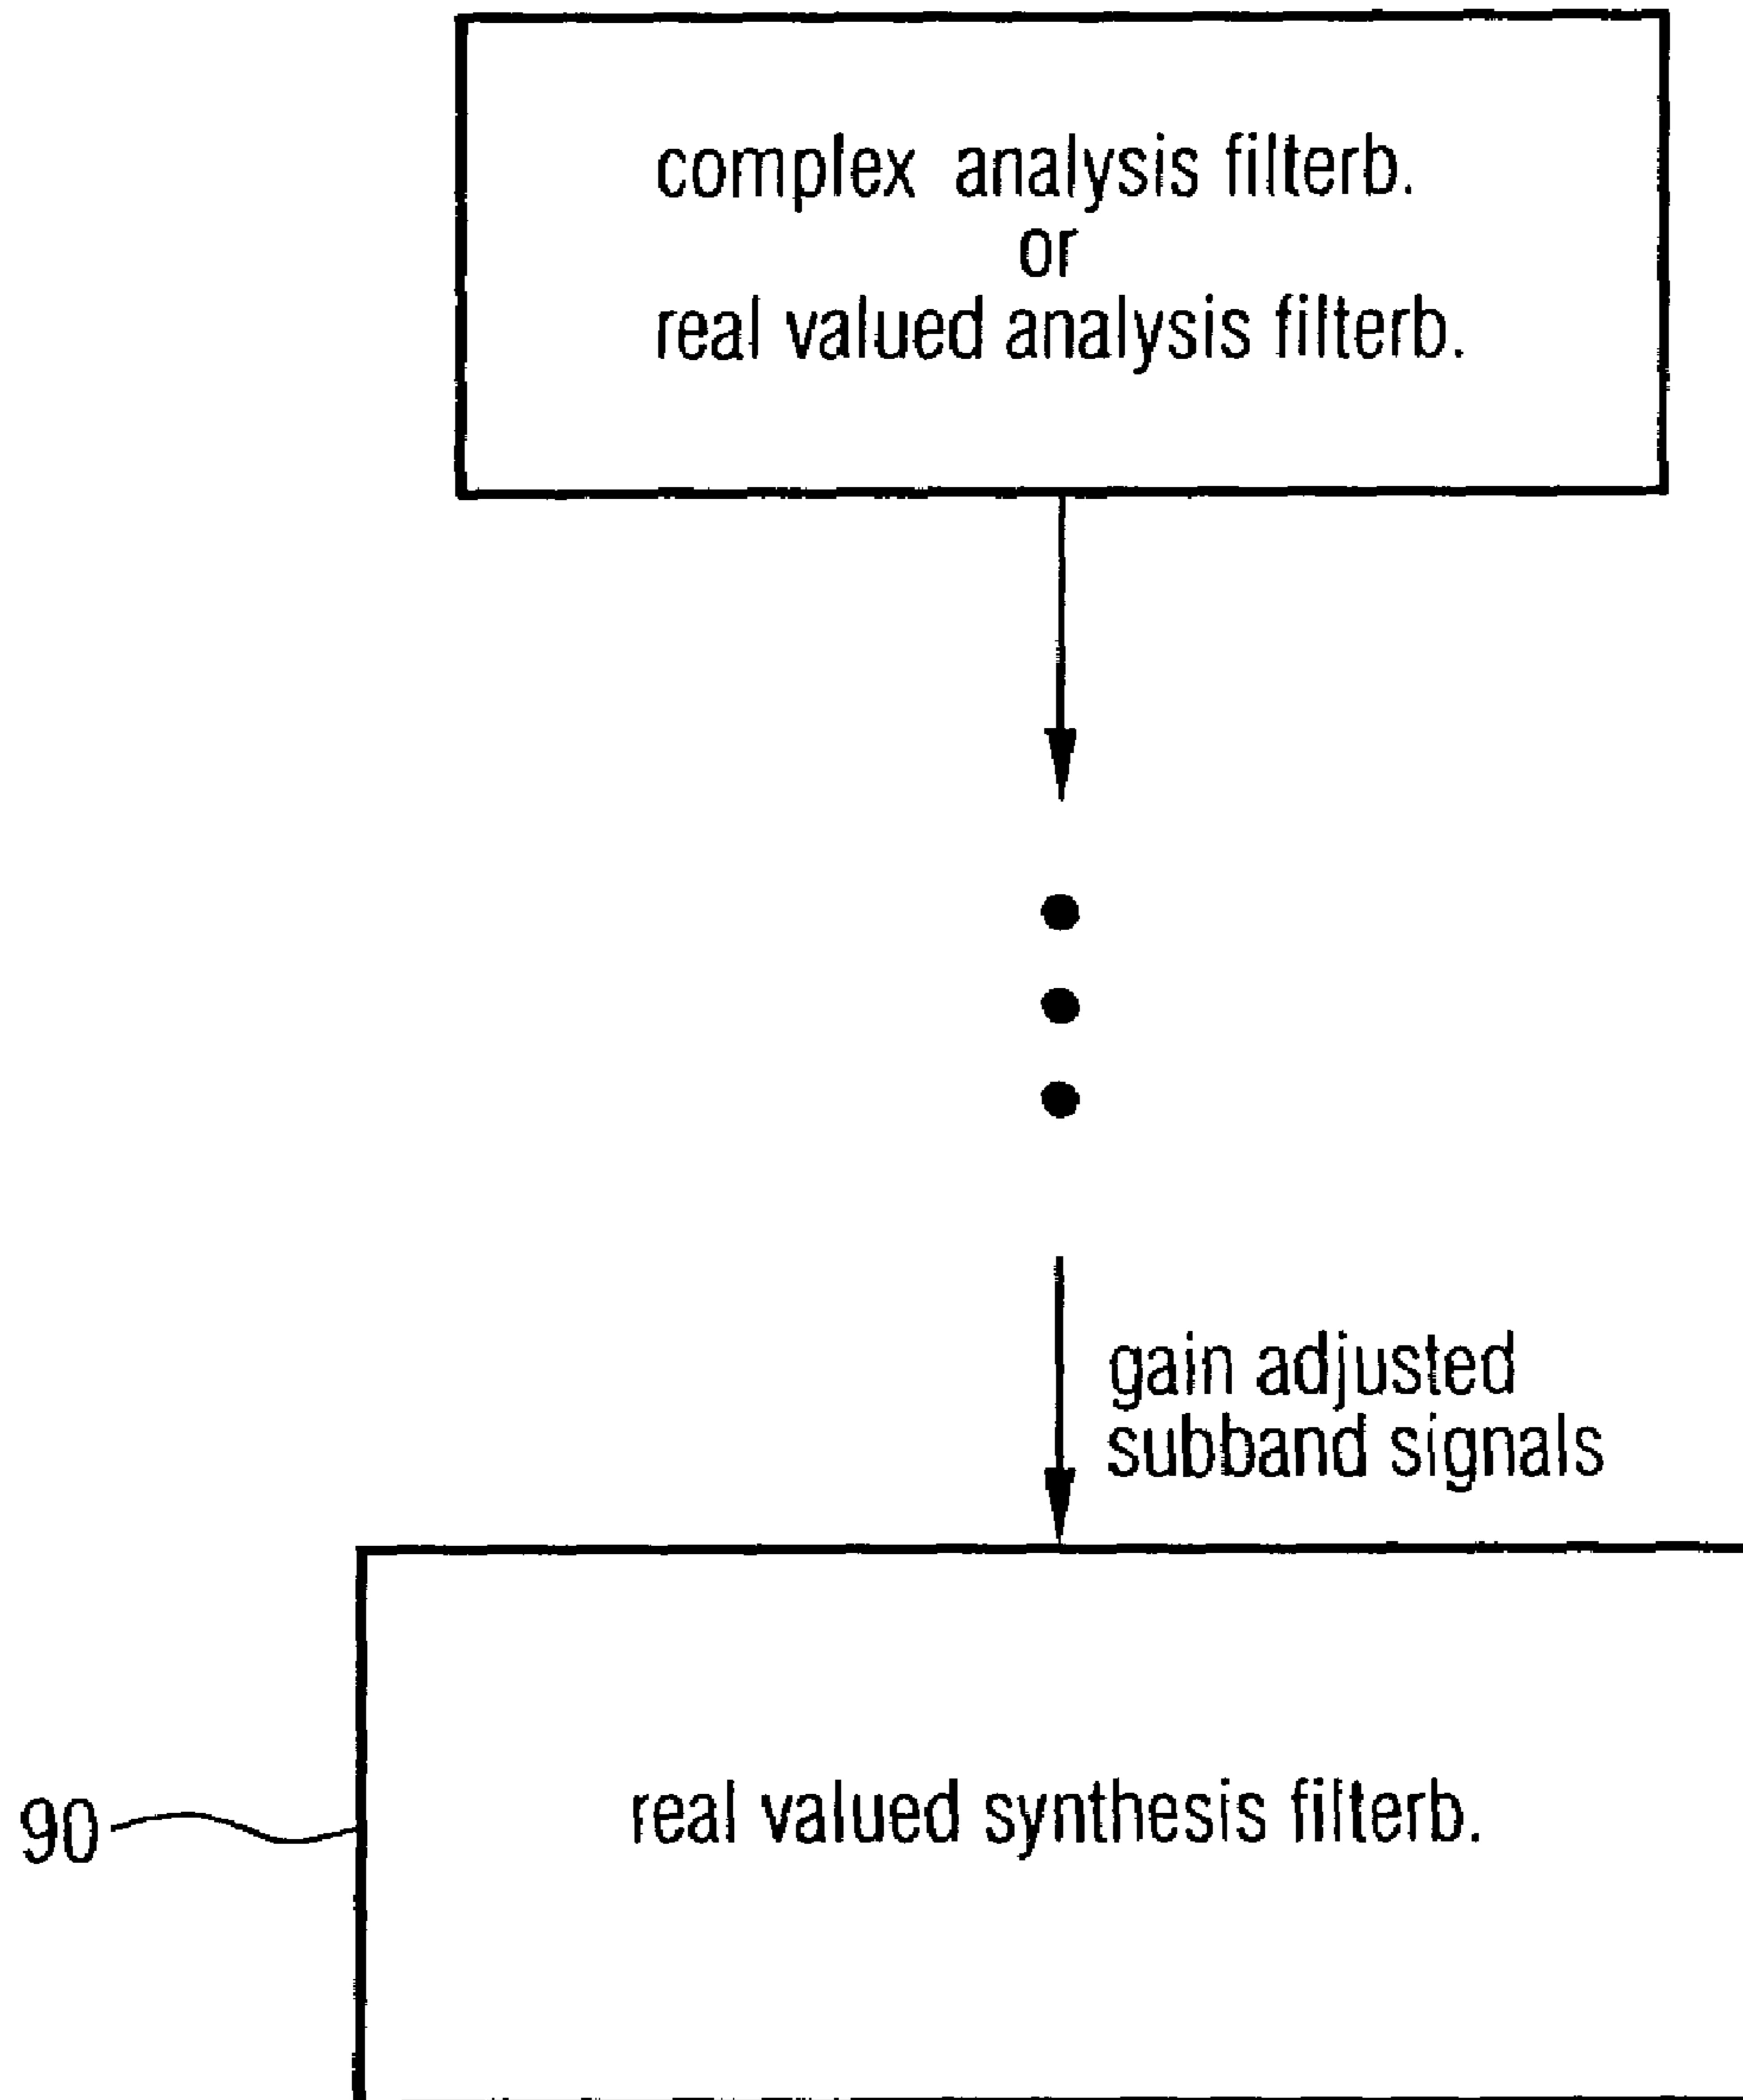 complex analysis filterb.
or
real valued analysis filterb.
gain adjusted
subband signals
90
real valued synthesis filterb.